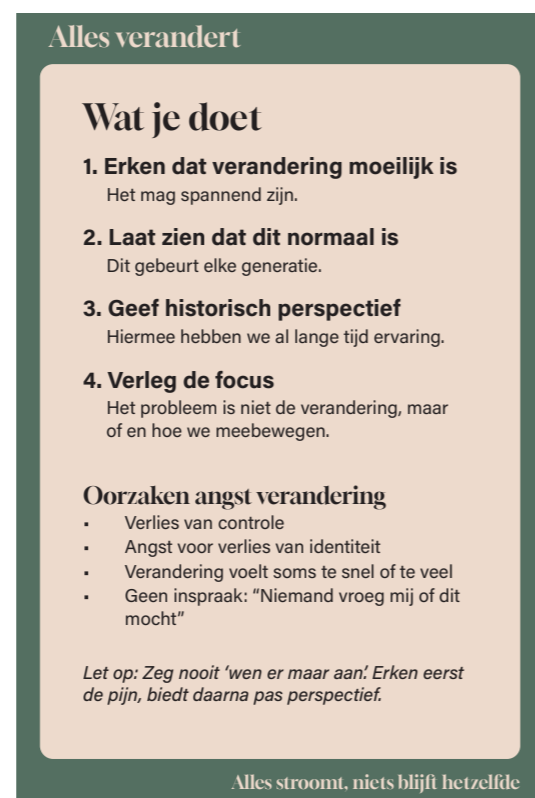 Alles verandert
Wat je doet
1. Erken dat verandering moeilijk is
Het mag spannend zijn.
2. Laat zien dat dit normaal is
Dit gebeurt elke generatie.
3. Geef historisch perspectief
Hiermee hebben we al lange tijd ervaring.
4. Verleg de focus
Het probleem is niet de verandering, maar
of en hoe we meebewegen.
Oorzaken angst verandering
▪ Verlies van controle
▪ Angst voor verlies van identiteit
▪ Verandering voelt soms te snel of te veel
▪ Geen inspraak: “Niemand vroeg mij of dit
mocht”
Let op: Zeg nooit ‘wen er maar aan’. Erken eerst
de pijn, biedt daarna pas perspectief.
Alles stroomt, niets blijft hetzelfde